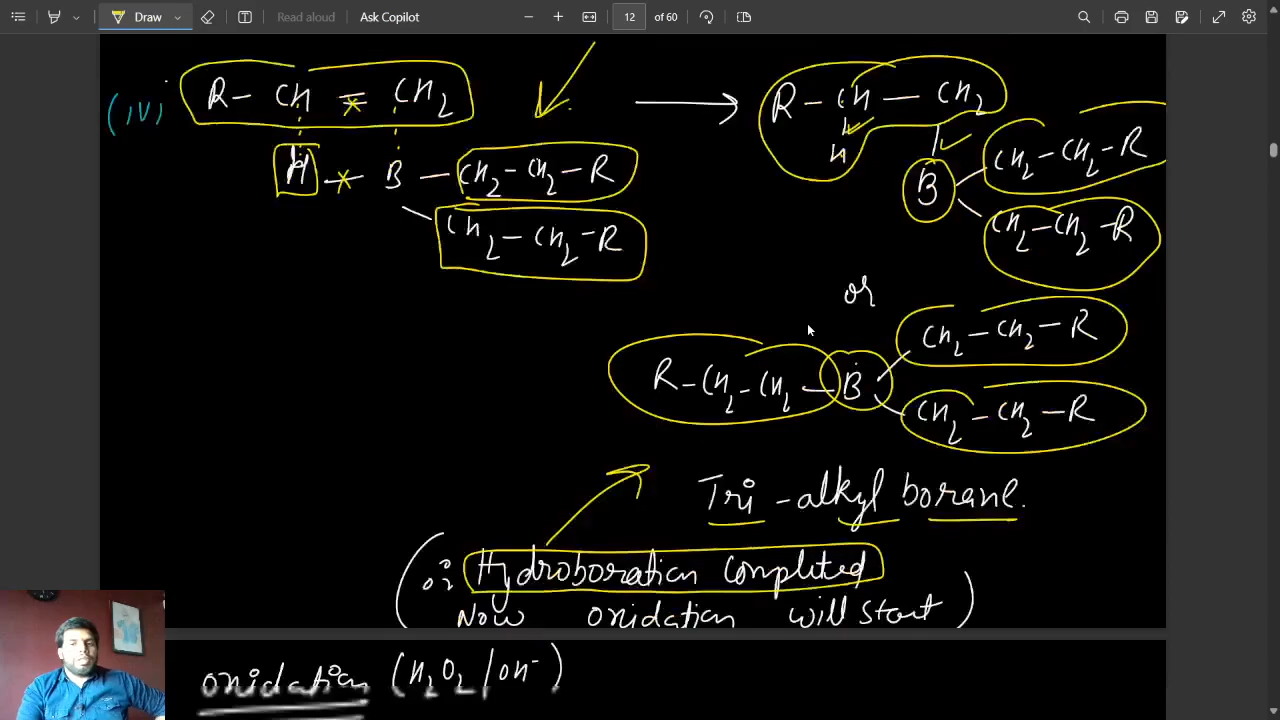 Draw
Read aloud
Ask Copilot
12 of 60
(iv) R - CH = CH2
H - B - CH2 - CH2 - R
CH2 - CH2 - R
R - CH - CH2
H
B
CH2 - CH2 - R
CH2 - CH2 - R
or
R - CH2 - CH2 - B
CH2 - CH2 - R
CH2 - CH2 - R
Tri - alkyl borane.
(∴ Hydroboration completed
Now oxidation will start)
oxidation (H2O2/OH-)